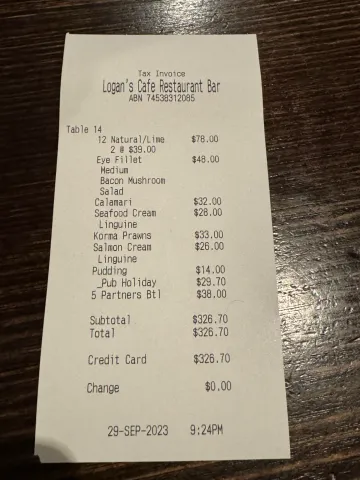 Tax Invoice
Logan's Cafe Restaurant Bar
ABN 74538312085
Table 14
12 Natural/Lime $78.00
2 @ $39.00
Eye Fillet $48.00
Medium
Bacon Mushroom
Salad
Calamari $32.00
Seafood Cream $28.00
Linguine
Korma Prawns $33.00
Salmon Cream $26.00
Linguine
Pudding $14.00
_Pub Holiday $29.70
5 Partners Btl $38.00
Subtotal $326.70
Total $326.70
Credit Card $326.70
Change $0.00
29-SEP-2023 9:24PM